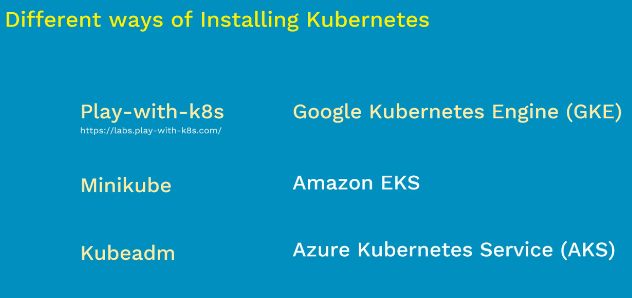 Different ways of Installing Kubernetes
Play-with-k8s
https://labs.play-with-k8s.com/
Minikube
Kubeadm
Google Kubernetes Engine (GKE)
Amazon EKS
Azure Kubernetes Service (AKS)